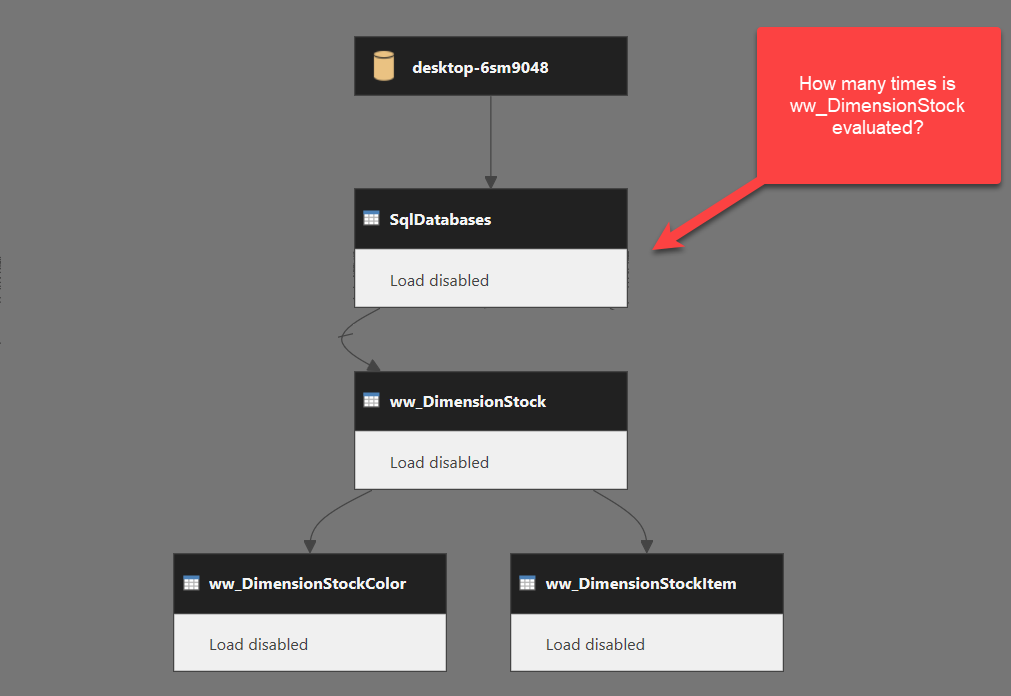 desktop-6sm9048
How many times is
ww_DimensionStock
evaluated?
SqlDatabases
Load disabled
ww_DimensionStock
Load disabled
ww_DimensionStockColor
Load disabled
ww_DimensionStockItem
Load disabled